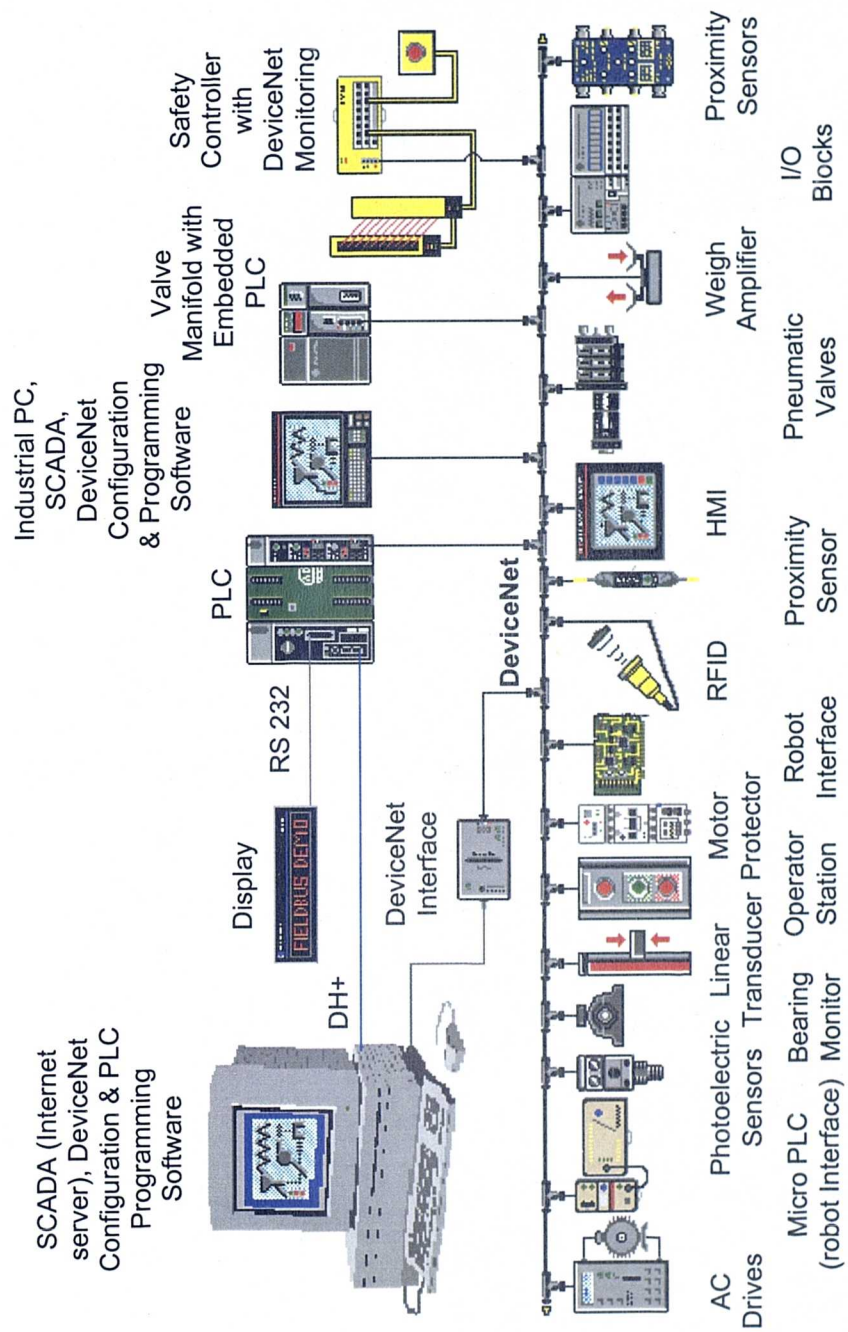 SCADA (Internet
server), DeviceNet
Configuration & PLC
Programming
Software
Display
FIELDBUS DEMO
RS 232
DH+
PLC
Industrial PC,
SCADA,
DeviceNet
Configuration
& Programming
Software
Valve
Manifold with
Embedded
PLC
Safety
Controller
with
DeviceNet
Monitoring
DeviceNet
Interface
DeviceNet
AC
Drives
Micro PLC
(robot Interface)
Photoelectric
Sensors
Bearing
Monitor
Linear
Transducer
Operator
Station
Motor
Protector
Robot
Interface
RFID
Proximity
Sensor
HMI
Pneumatic
Valves
Weigh
Amplifier
I/O
Blocks
Proximity
Sensors